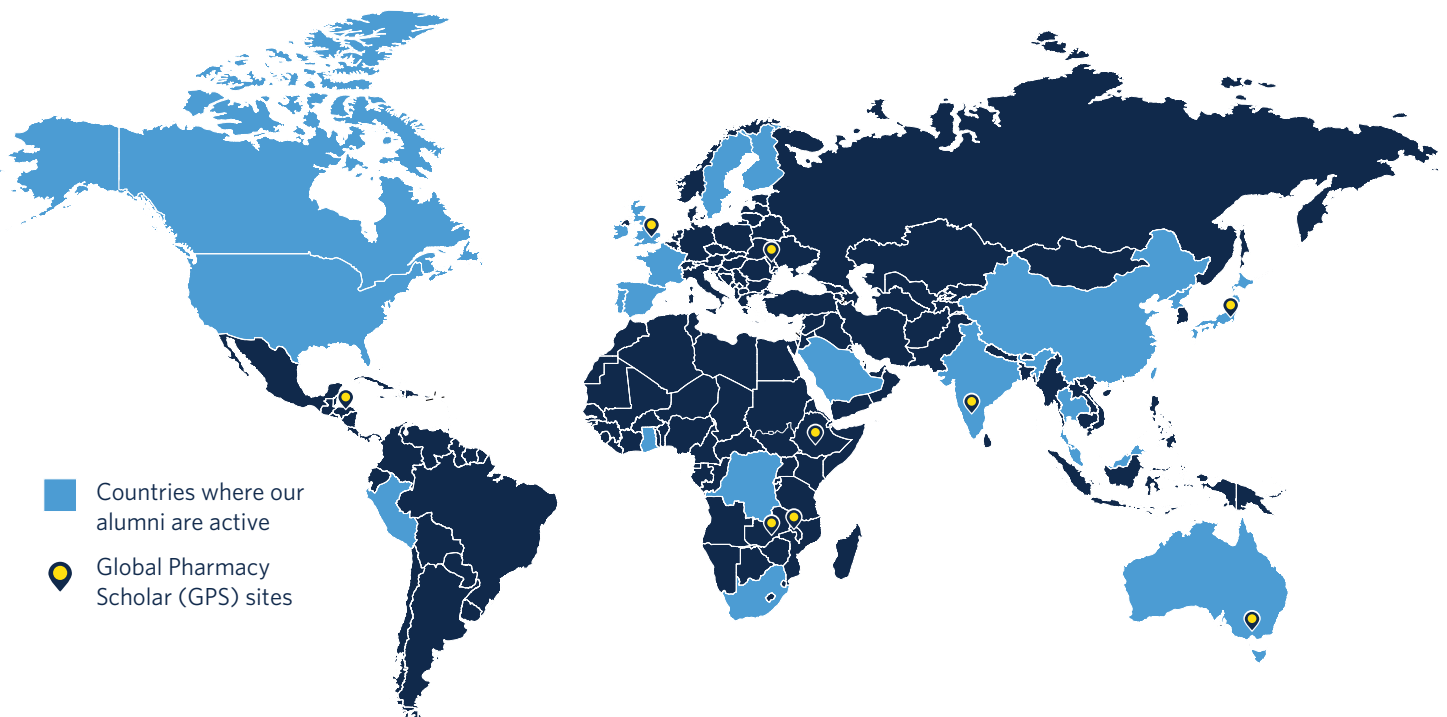 Countries where our
alumni are active
Global Pharmacy
Scholar (GPS) sites